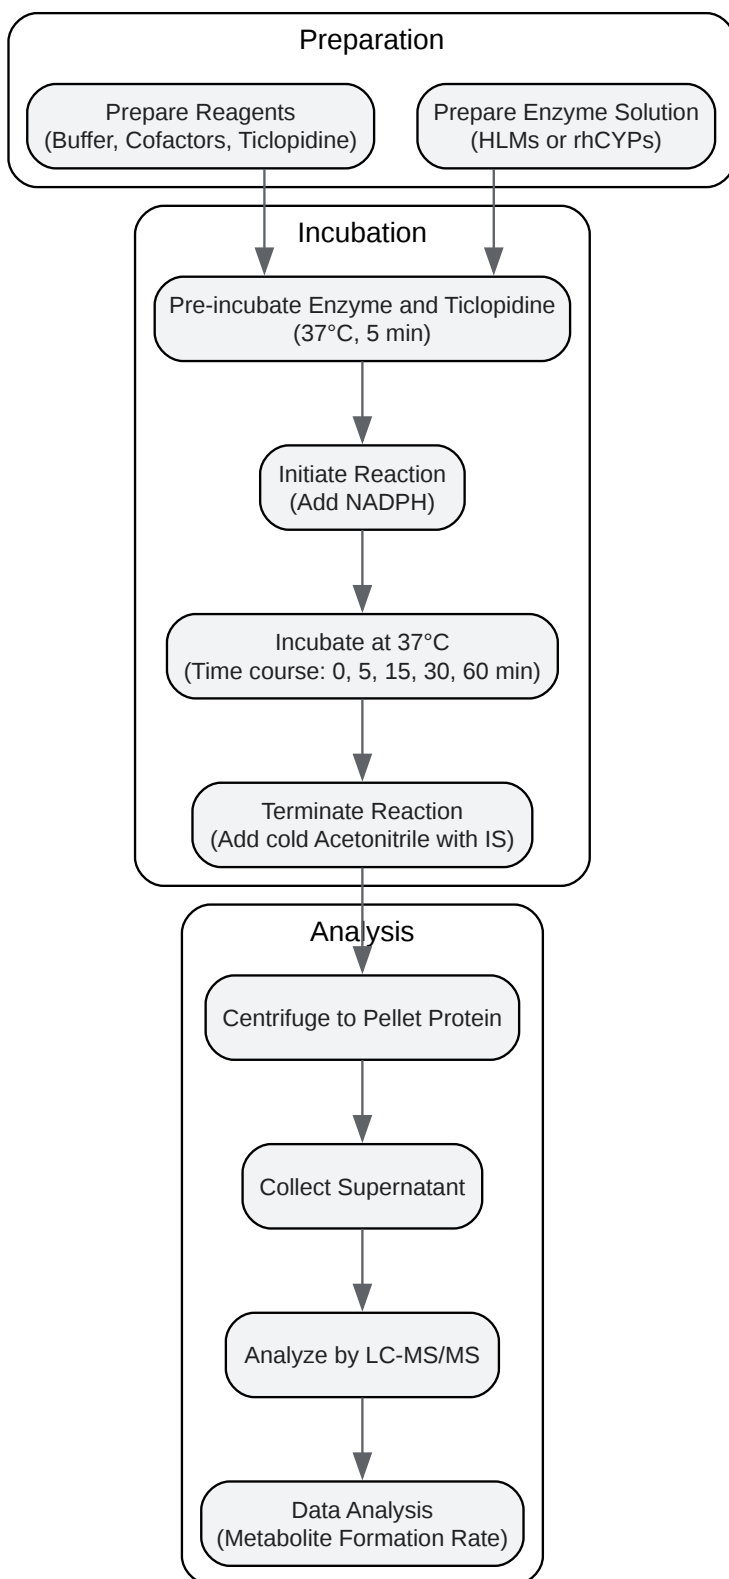 Preparation
Prepare Reagents
(Buffer, Cofactors, Ticlopidine)
Prepare Enzyme Solution
(HLMs or rhCYPs)
Incubation
Pre-incubate Enzyme and Ticlopidine
(37°C, 5 min)
Initiate Reaction
(Add NADPH)
Incubate at 37°C
(Time course: 0, 5, 15, 30, 60 min)
Terminate Reaction
(Add cold Acetonitrile with IS)
Analysis
Centrifuge to Pellet Protein
Collect Supernatant
Analyze by LC-MS/MS
Data Analysis
(Metabolite Formation Rate)